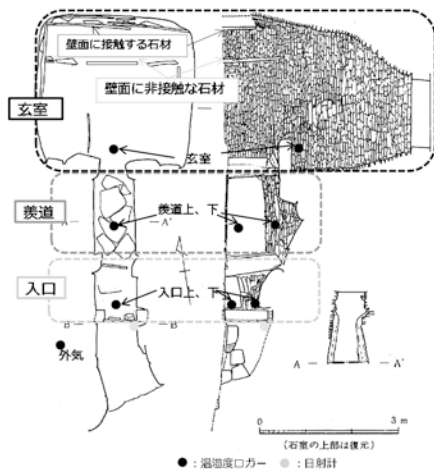 壁面に接触する石材
壁面に非接触な石材
玄室
玄室
羨道
羨道上、下
A
A'
入口
入口上、下
B
B
外気
A
A'
0
3 m
(石室の上部は復元)
●：温湿度ロガー ●：日射計